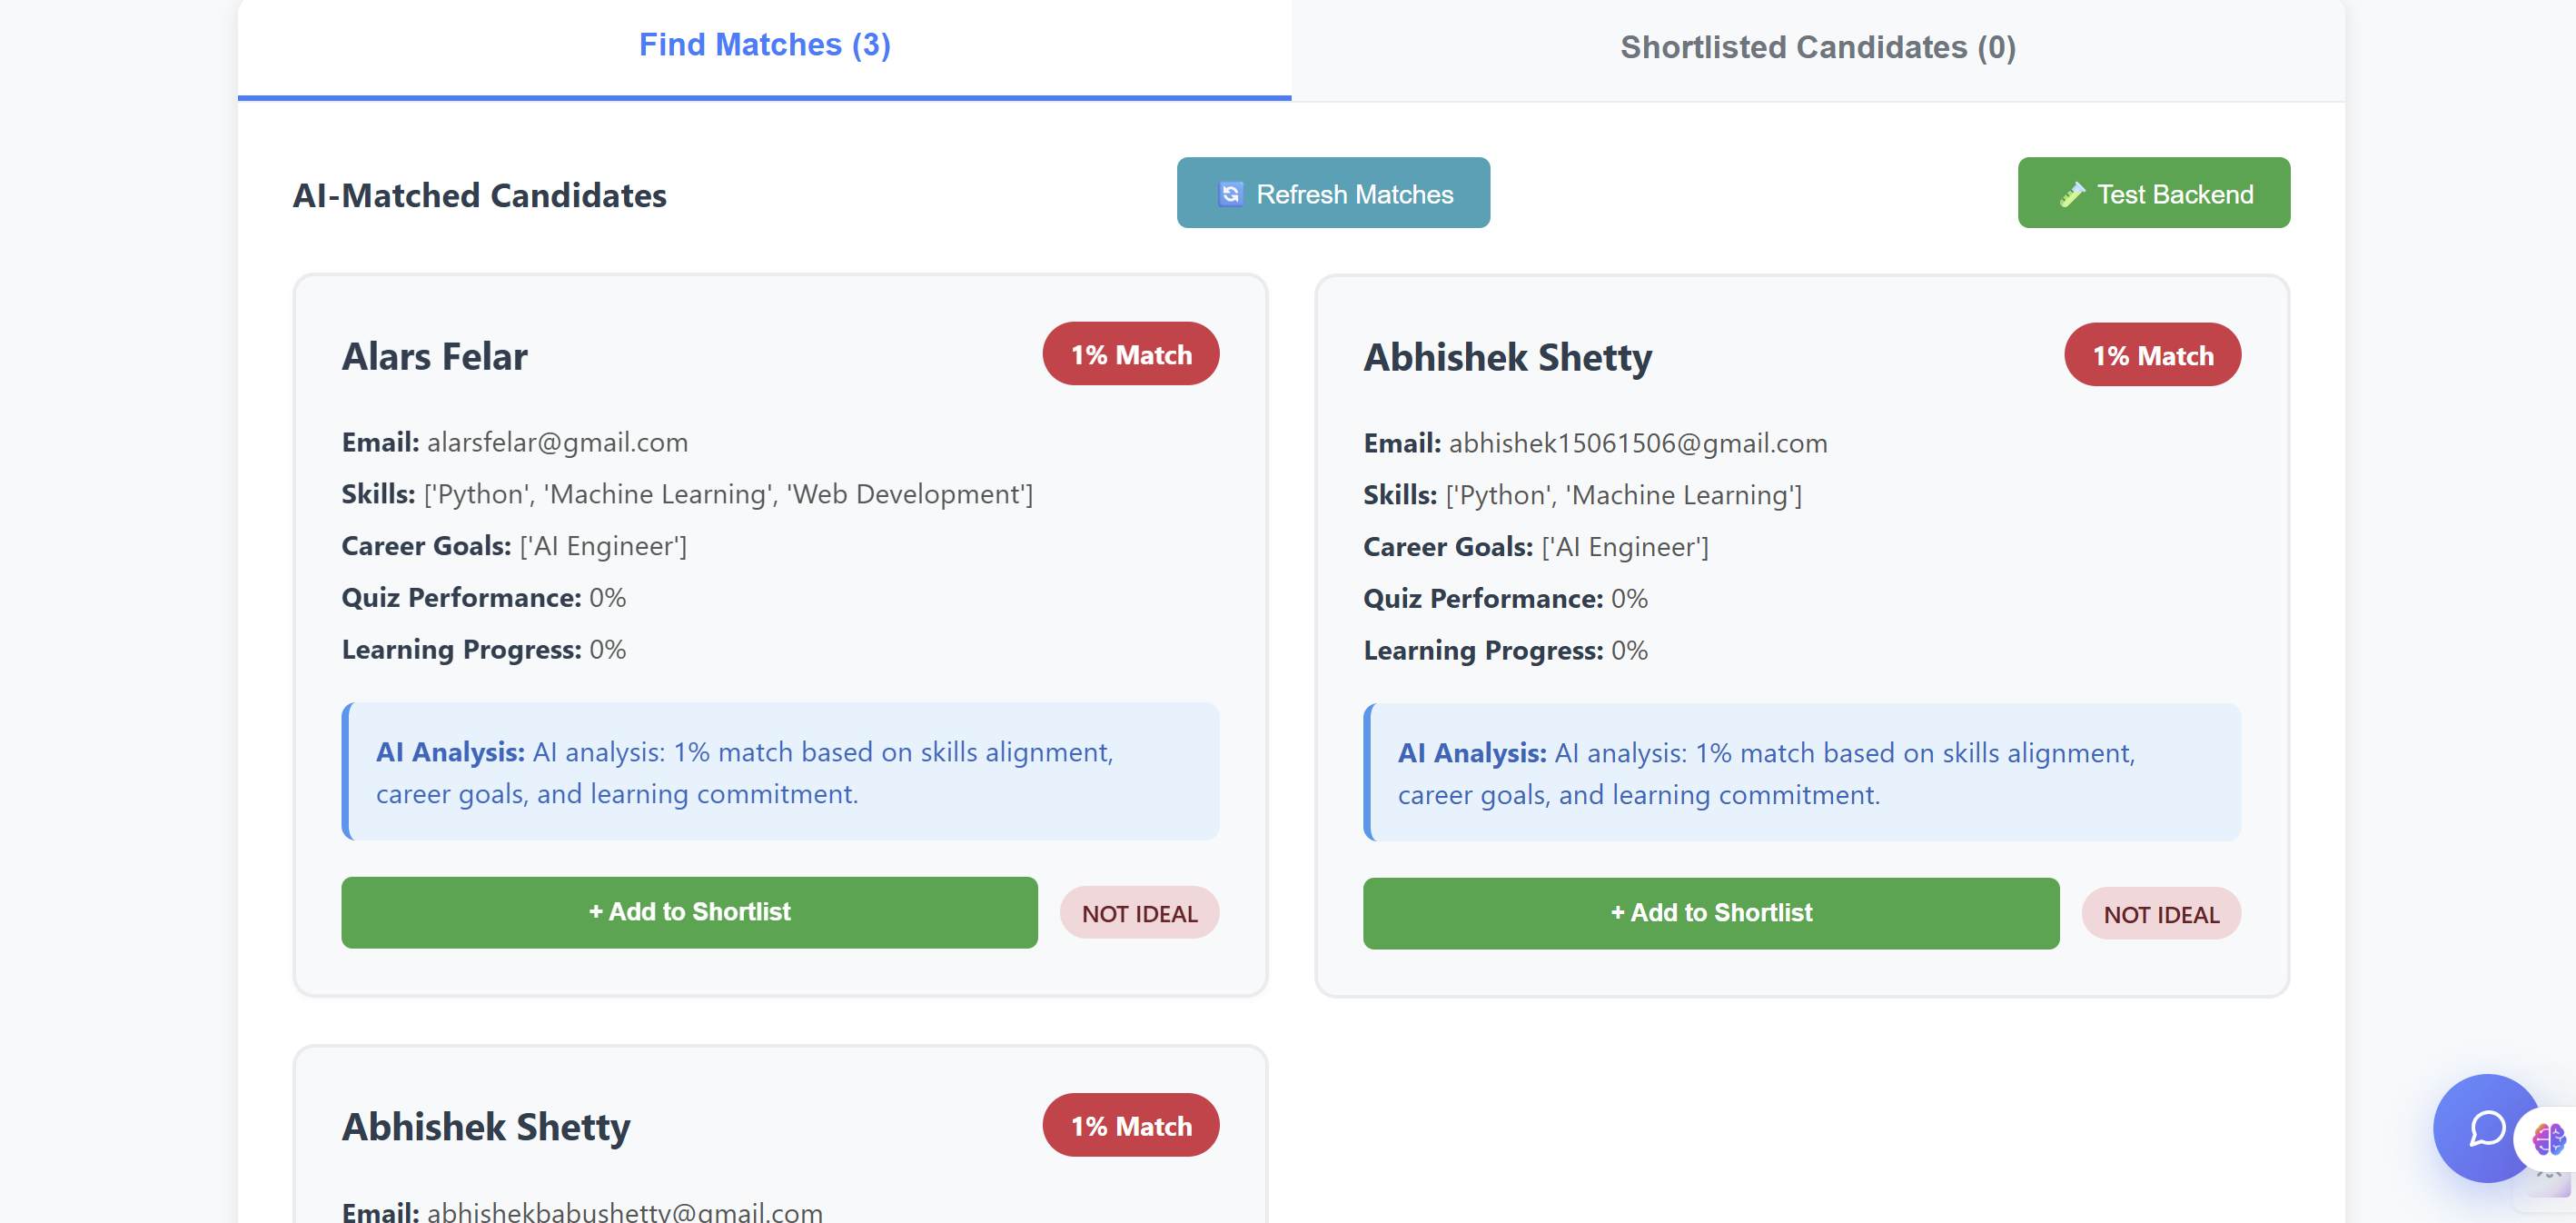 Find Matches (3)
Shortlisted Candidates (0)
AI-Matched Candidates
Refresh Matches
Test Backend
Alars Felar
1% Match
Email: alarsfelar@gmail.com
Skills: ['Python', 'Machine Learning', 'Web Development']
Career Goals: ['AI Engineer']
Quiz Performance: 0%
Learning Progress: 0%
AI Analysis: AI analysis: 1% match based on skills alignment,
career goals, and learning commitment.
+ Add to Shortlist
NOT IDEAL
Abhishek Shetty
1% Match
Email: abhishek15061506@gmail.com
Skills: ['Python', 'Machine Learning']
Career Goals: ['AI Engineer']
Quiz Performance: 0%
Learning Progress: 0%
AI Analysis: AI analysis: 1% match based on skills alignment,
career goals, and learning commitment.
+ Add to Shortlist
NOT IDEAL
Abhishek Shetty
1% Match
Email: abhishekbabushetty@gmail.com